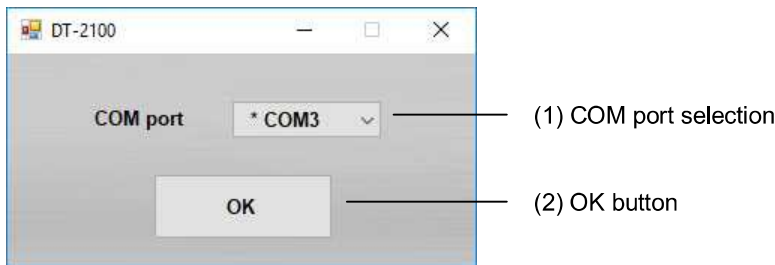 DT-2100
COM port * COM3 (1) COM port selection
OK (2) OK button